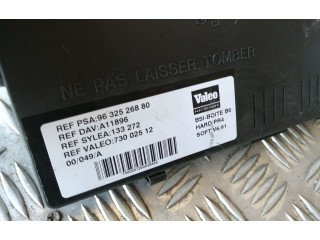 NE PAS LAISSER TOMBER
REF PSA:96 325 268 80
REF DAV:A11896
REF SYLEA:133 272
REF VALEO:730 025 12
00/049/A
Valeo
BSI-BOITE B2
HARD:PR4
SOFT V4.91